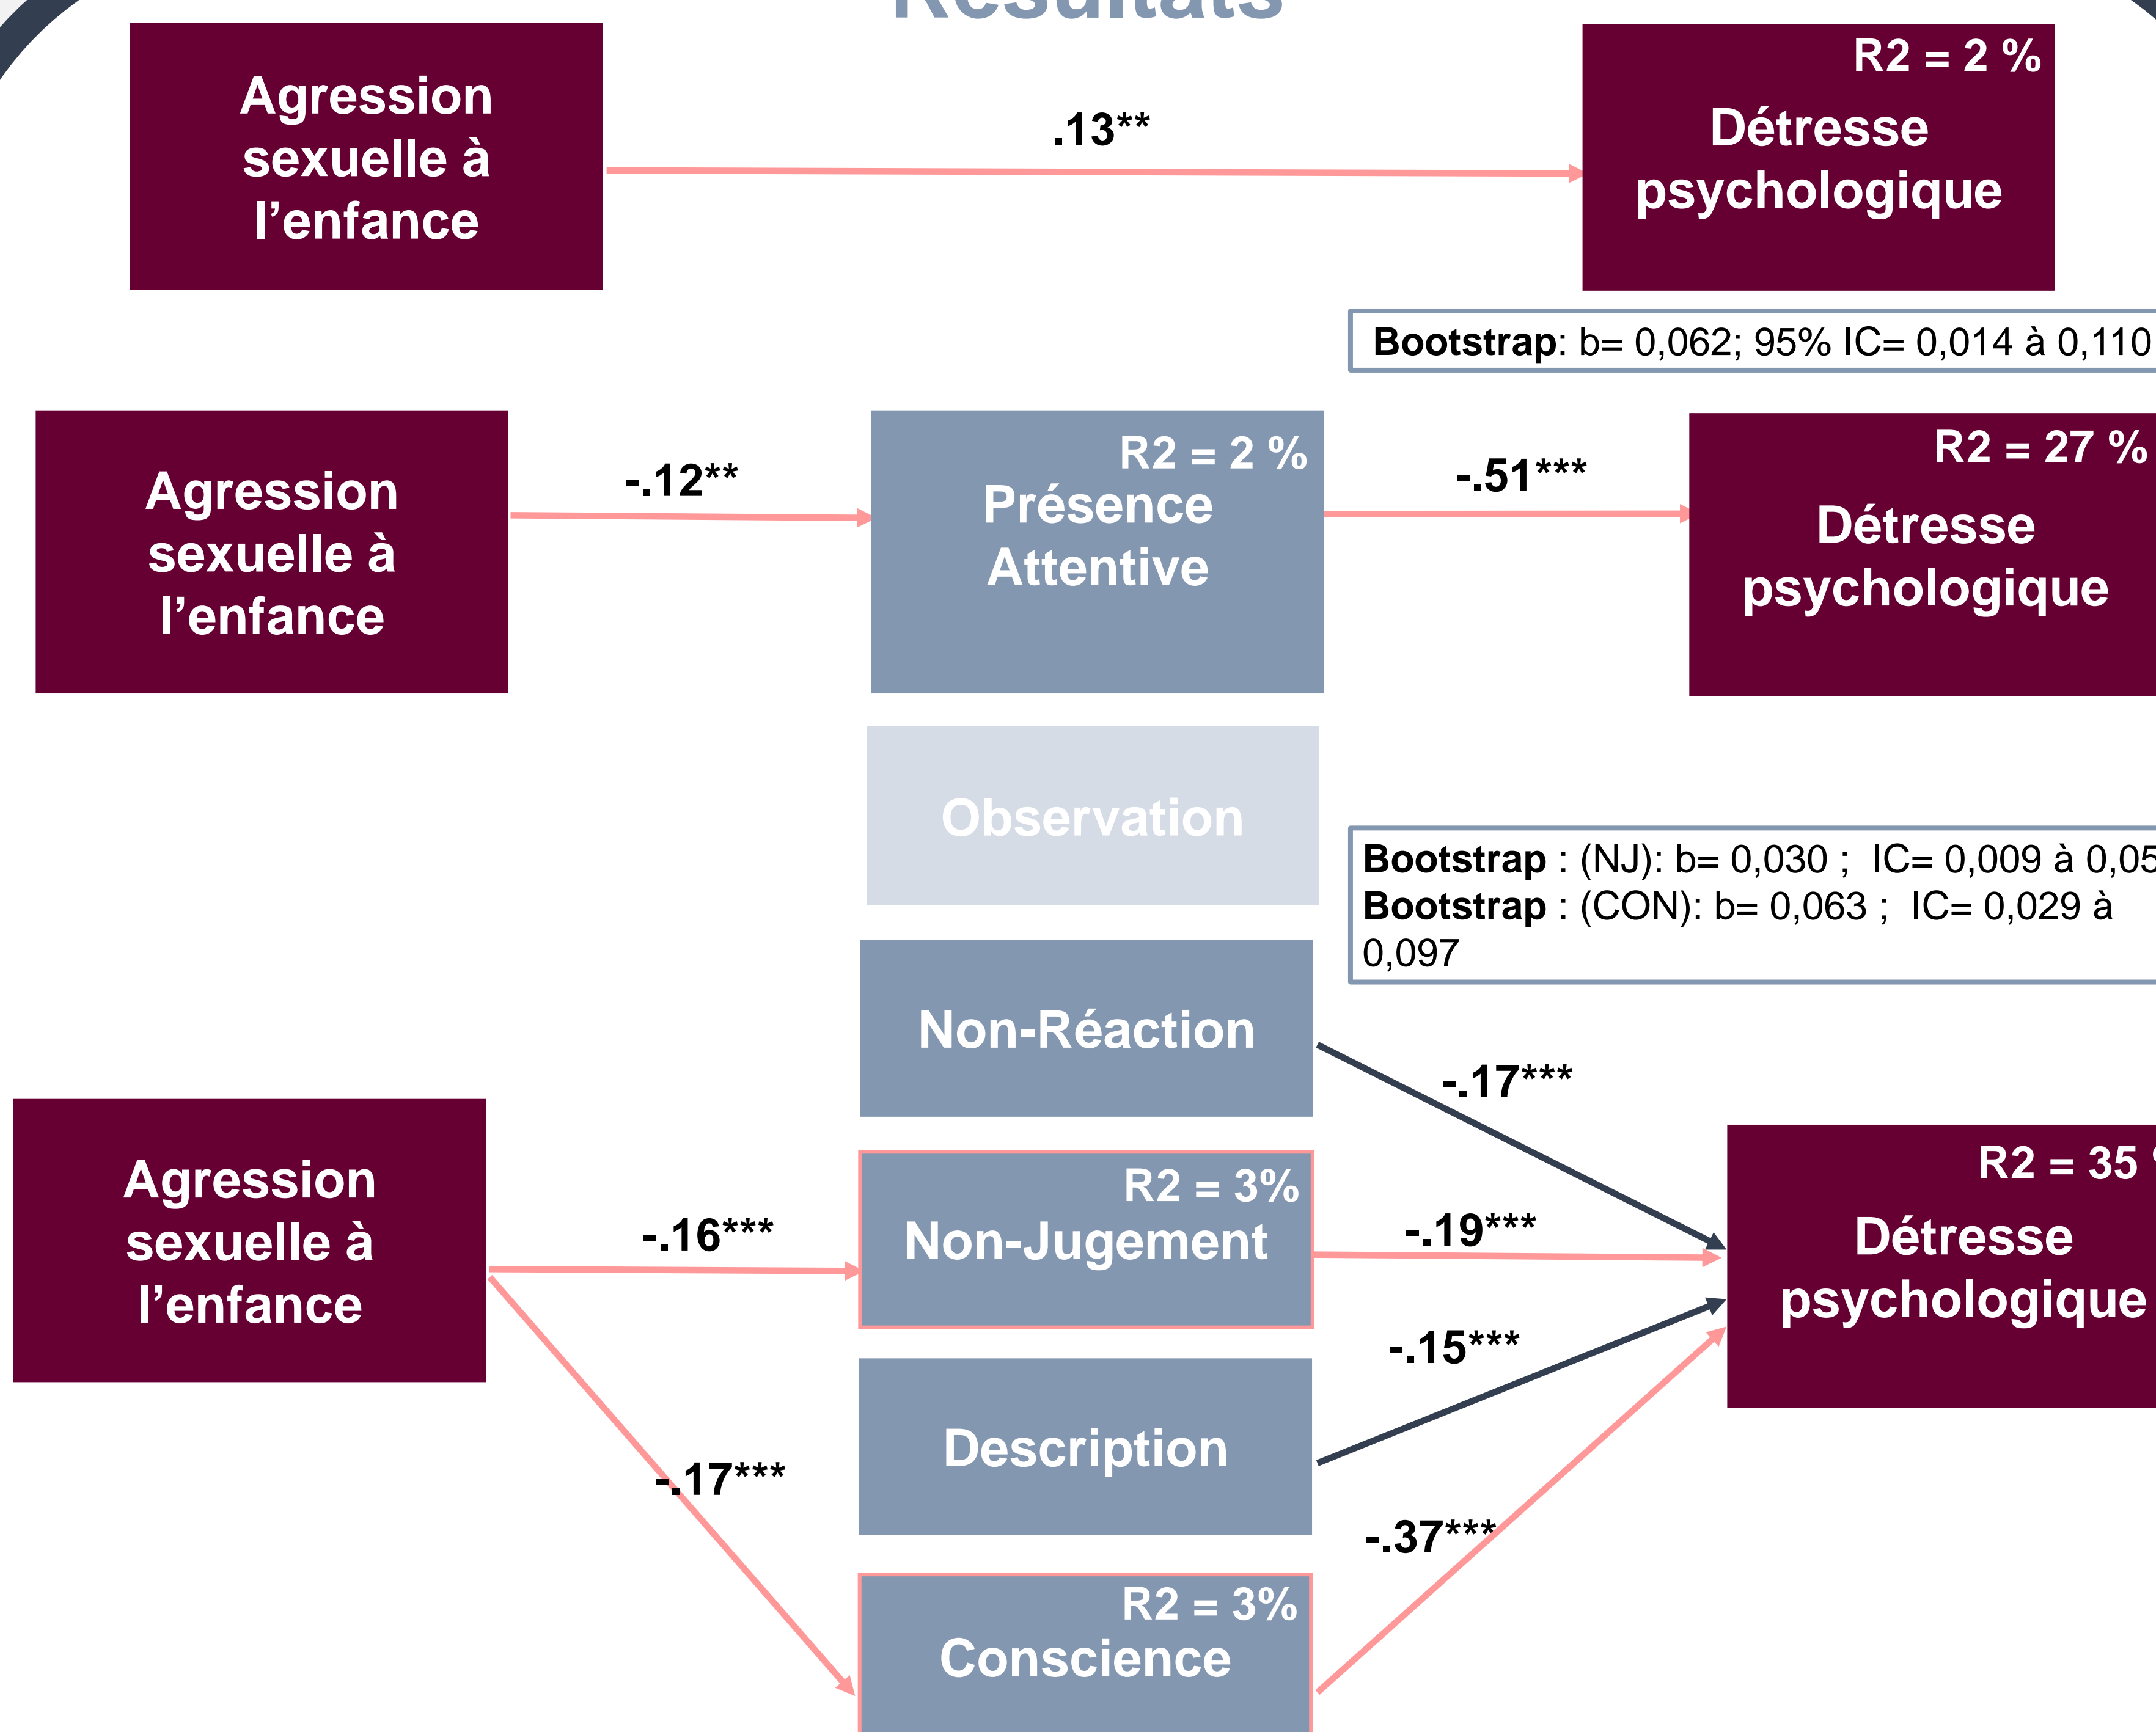 Résultats
Agression
sexuelle à
l'enfance
.13**
R2 = 2 %
Détresse
psychologique
Bootstrap: b= 0,062; 95% IC= 0,014 à 0,110
Agression
sexuelle à
l'enfance
-.12**
R2 = 2 %
Présence
Attentive
-.51***
R2 = 27 %
Détresse
psychologique
Observation
Bootstrap : (NJ): b= 0,030 ; IC= 0,009 à 0,05
Bootstrap : (CON): b= 0,063 ; IC= 0,029 à
0,097
Non-Réaction
-.17***
Agression
sexuelle à
l'enfance
-.16***
R2 = 3%
Non-Jugement
-.19***
R2 = 35
Détresse
psychologique
-.15***
Description
-.17***
-.37***
R2 = 3%
Conscience